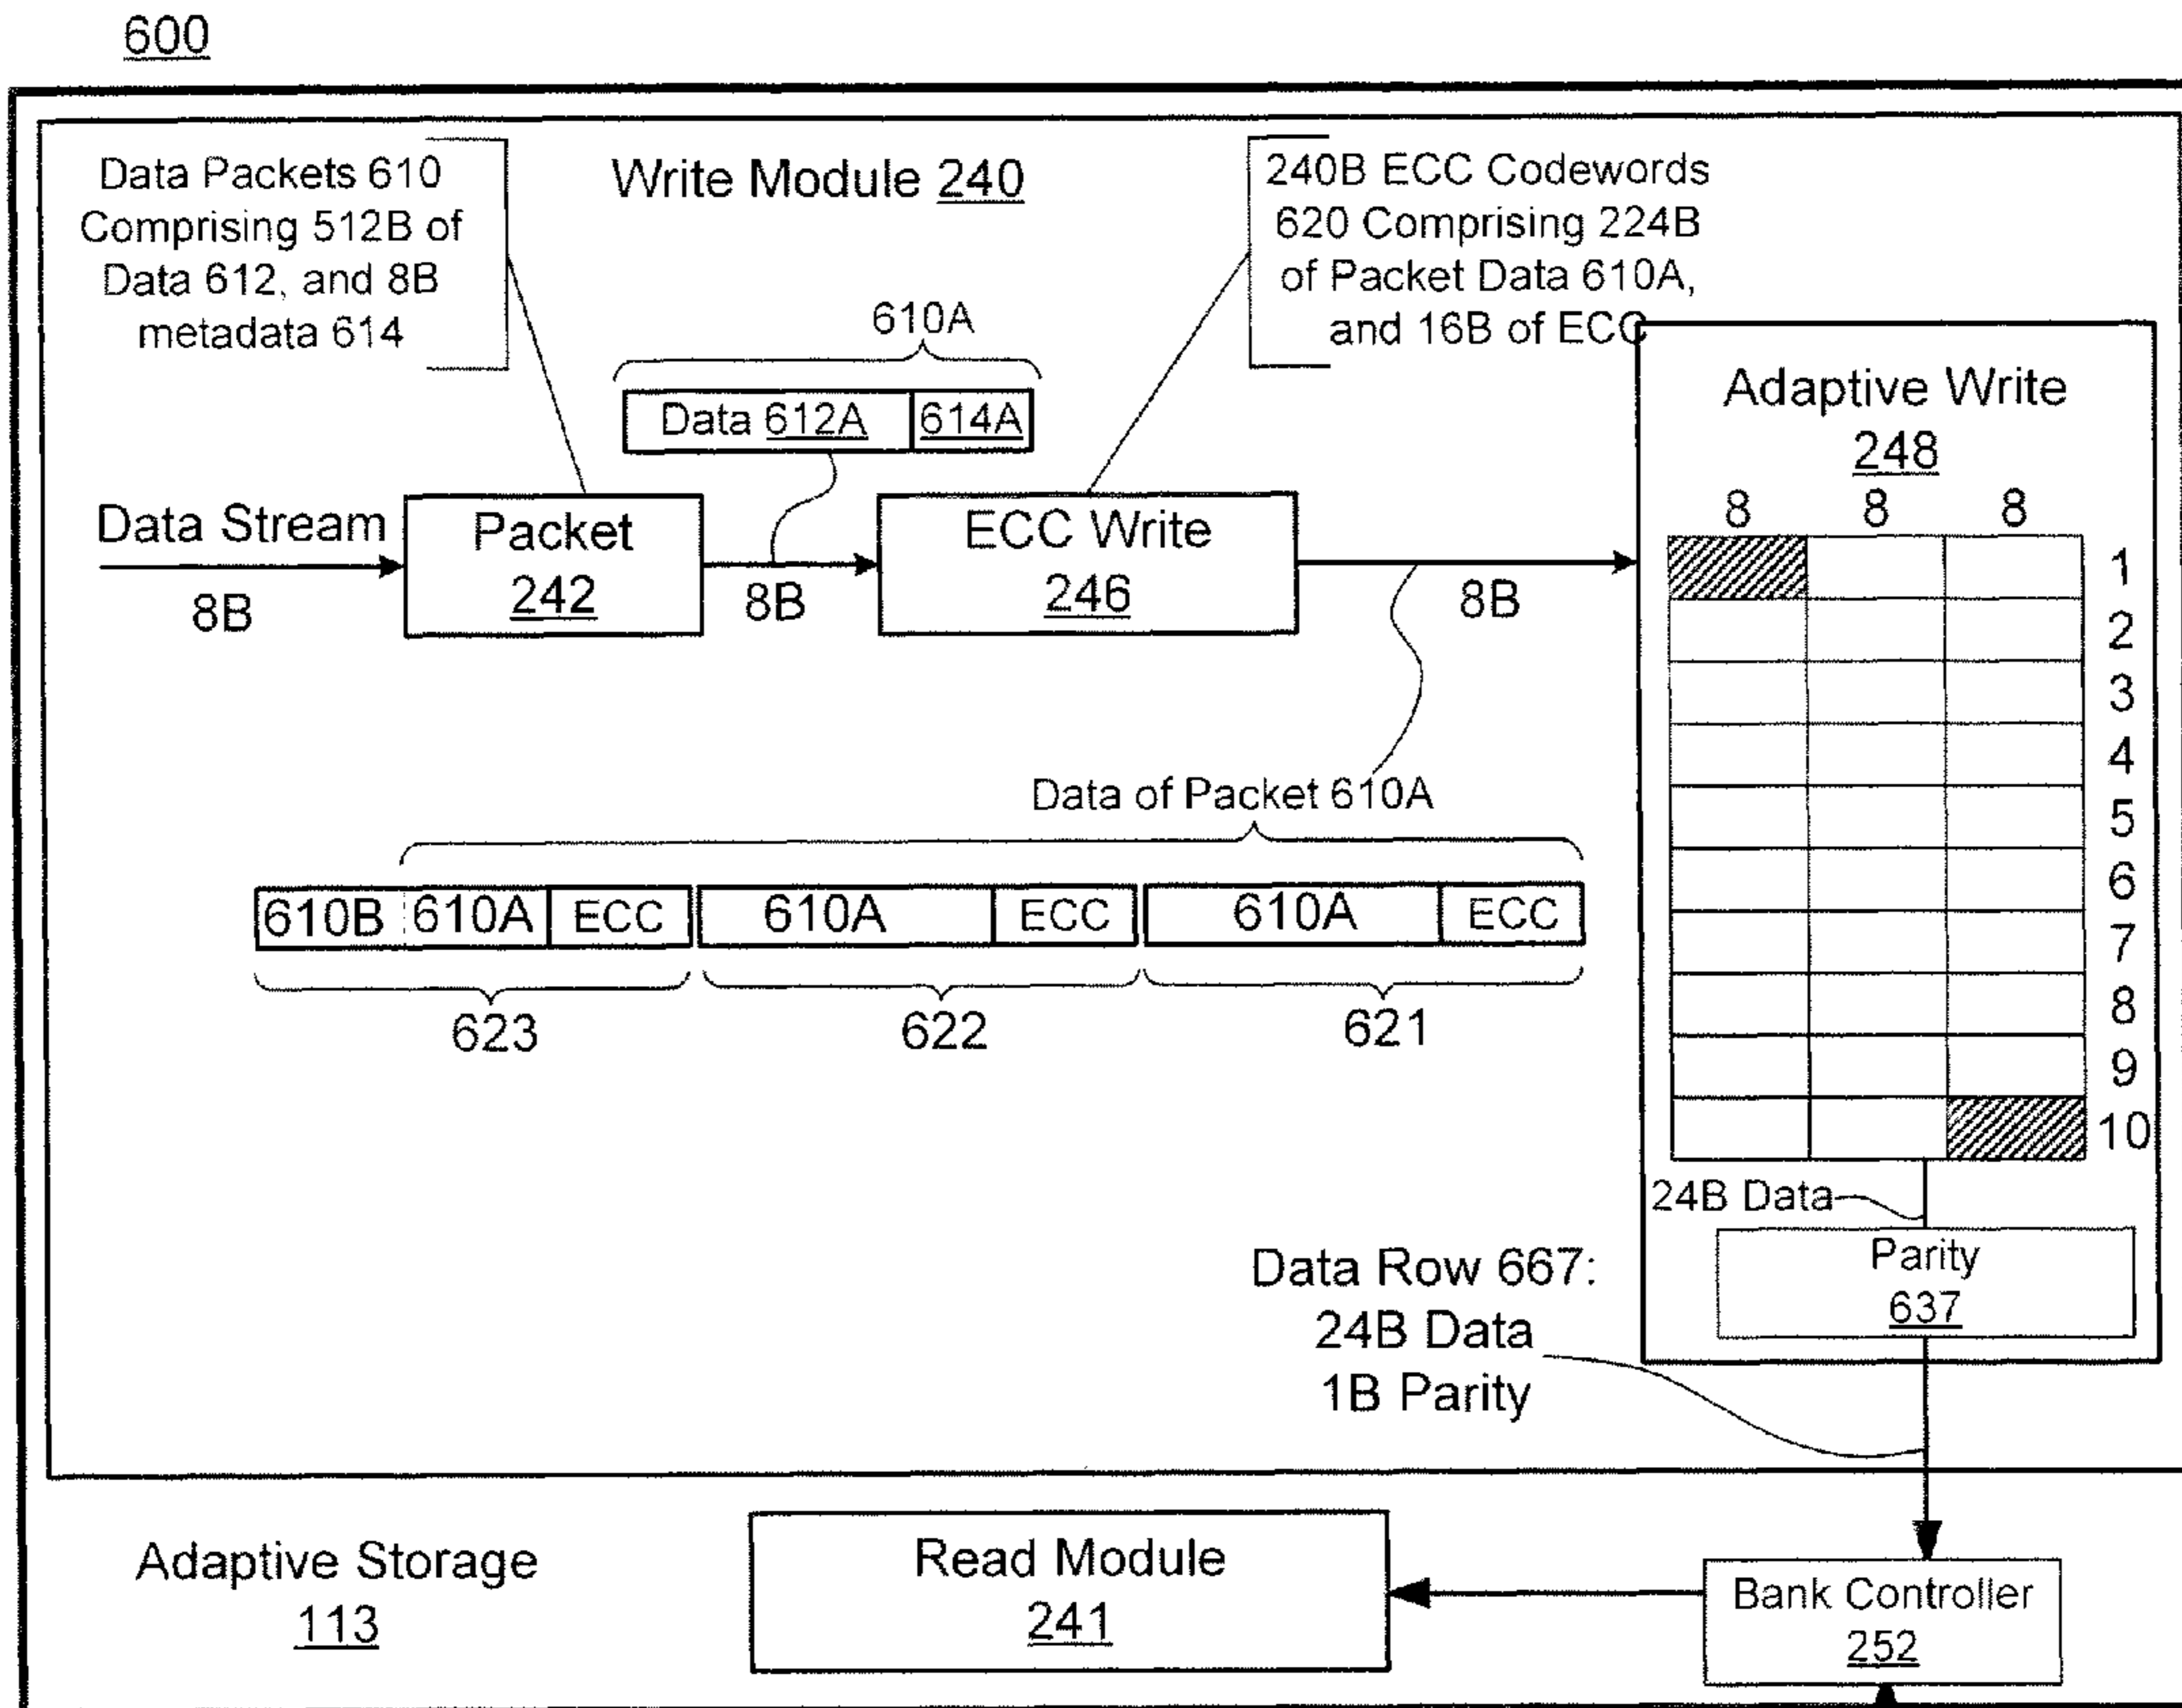 600
Data Packets 610
Comprising 512B of
Data 612, and 8B
metadata 614
Write Module 240
240B ECC Codewords
620 Comprising 224B
of Packet Data 610A,
and 16B of ECC
610A
Data 612A 614A
Data Stream
8B
Packet
242
8B
ECC Write
246
8B
Adaptive Write
248
8 8 8
1
2
3
4
5
6
7
8
9
10
Data of Packet 610A
610B 610A ECC 610A ECC 610A ECC
623 622 621
24B Data
Parity
637
Data Row 667:
24B Data
1B Parity
Adaptive Storage
113
Read Module
241
Bank Controller
252